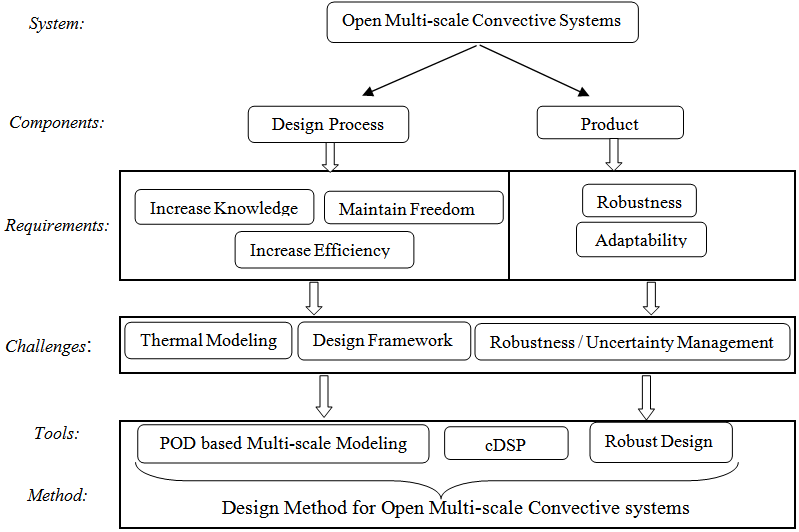 System:
Open Multi-scale Convective Systems
Components:
Design Process
Product
Requirements:
Increase Knowledge
Maintain Freedom
Increase Efficiency
Robustness
Adaptability
Challenges:
Thermal Modeling
Design Framework
Robustness / Uncertainty Management
Tools:
POD based Multi-scale Modeling
cDSP
Robust Design
Method:
Design Method for Open Multi-scale Convective systems